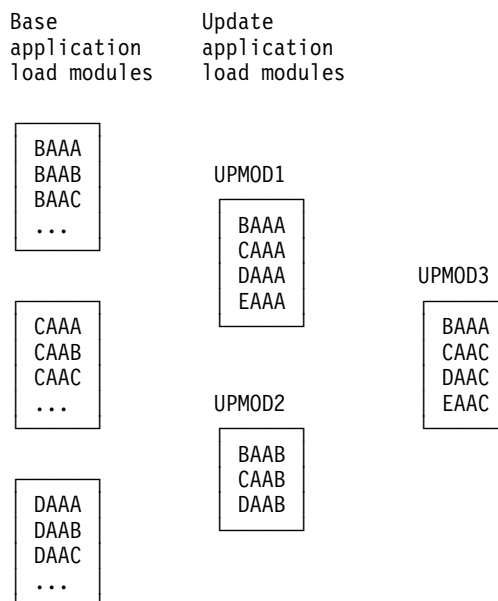 Base
application
load modules
Update
application
load modules
BAAA
BAAB
BAAC
...
UPMOD1
BAAA
CAAA
DAAA
EAAA
UPMOD3
BAAA
CAAC
DAAC
EAAC
CAAA
CAAB
CAAC
...
UPMOD2
BAAB
CAAB
DAAB
DAAA
DAAB
DAAC
...